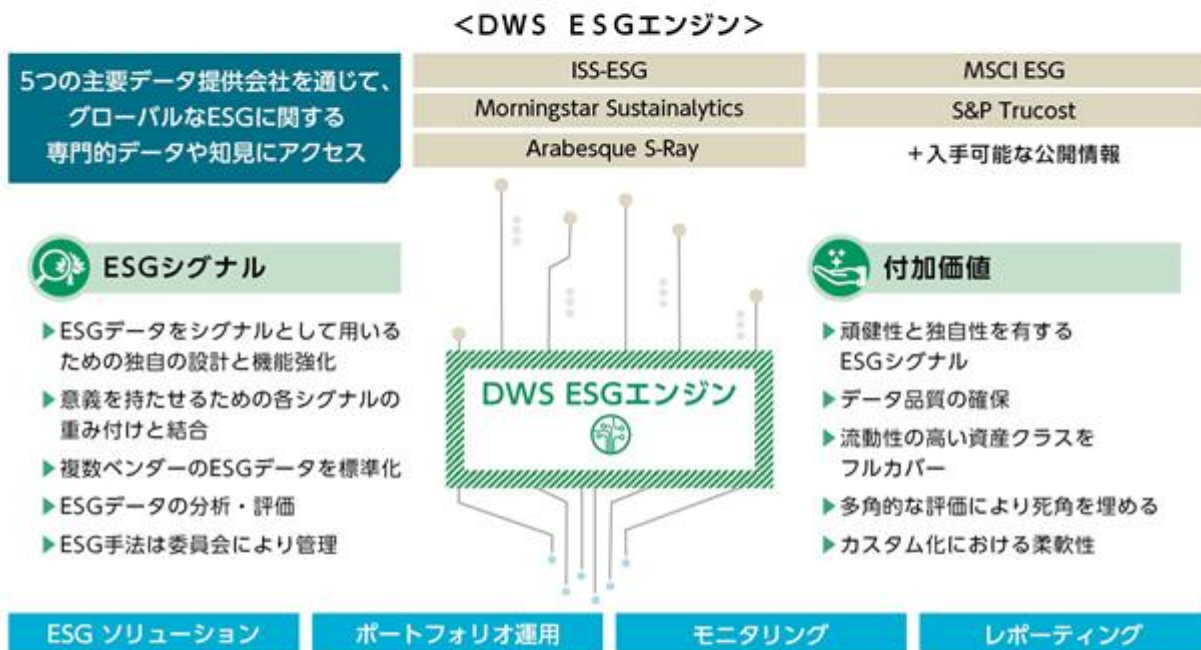 ＜DWS ＥＳＧエンジン＞
5つの主要データ提供会社を通じて、
グローバルなESGに関する
専門的データや知見にアクセス
ISS-ESG
MSCI ESG
Morningstar Sustainalytics
S&P Trucost
Arabesque S-Ray
＋入手可能な公開情報
ESGシグナル
▶ESGデータをシグナルとして用いる
ための独自の設計と機能強化
▶意義を持たせるための各シグナルの
重み付けと結合
▶複数ベンダーのESGデータを標準化
▶ESGデータの分析・評価
▶ESG手法は委員会により管理
DWS ESGエンジン
付加価値
▶頑健性と独自性を有する
ESGシグナル
▶データ品質の確保
▶流動性の高い資産クラスを
フルカバー
▶多角的な評価により死角を埋める
▶カスタム化における柔軟性
ESG ソリューション
ポートフォリオ運用
モニタリング
レポーティング